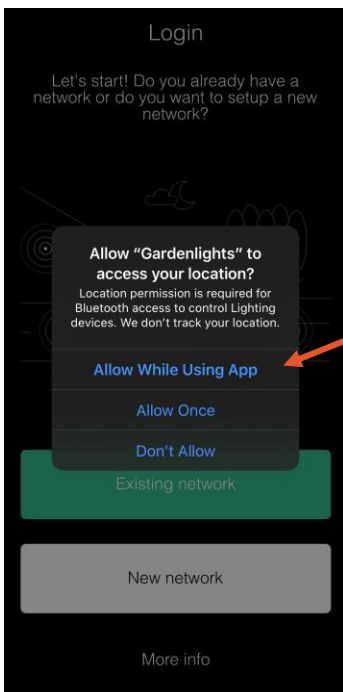 Login
Let's start! Do you already have a
network or do you want to setup a new
network?
Allow “Gardenlights” to
access your location?
Location permission is required for
Bluetooth access to control Lighting
devices. We don't track your location.
Allow While Using App
Allow Once
Don't Allow
Existing network
New network
More info